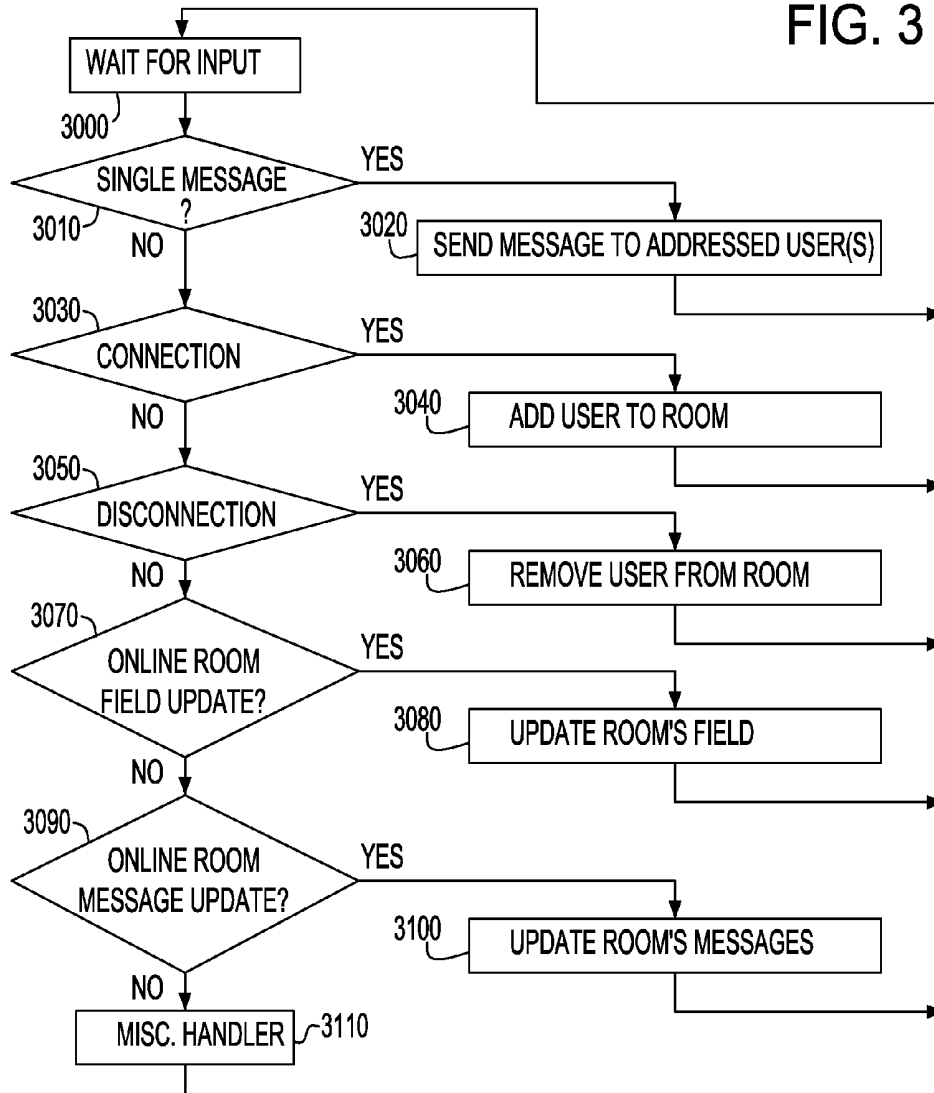 FIG. 3
WAIT FOR INPUT
3000
SINGLE MESSAGE
?
YES
3010
NO
3020
SEND MESSAGE TO ADDRESSED USER(S)
3030
CONNECTION
YES
NO
3040
ADD USER TO ROOM
3050
DISCONNECTION
YES
NO
3060
REMOVE USER FROM ROOM
3070
ONLINE ROOM
FIELD UPDATE?
YES
NO
3080
UPDATE ROOM'S FIELD
3090
ONLINE ROOM
MESSAGE UPDATE?
YES
NO
3100
UPDATE ROOM'S MESSAGES
MISC. HANDLER
3110